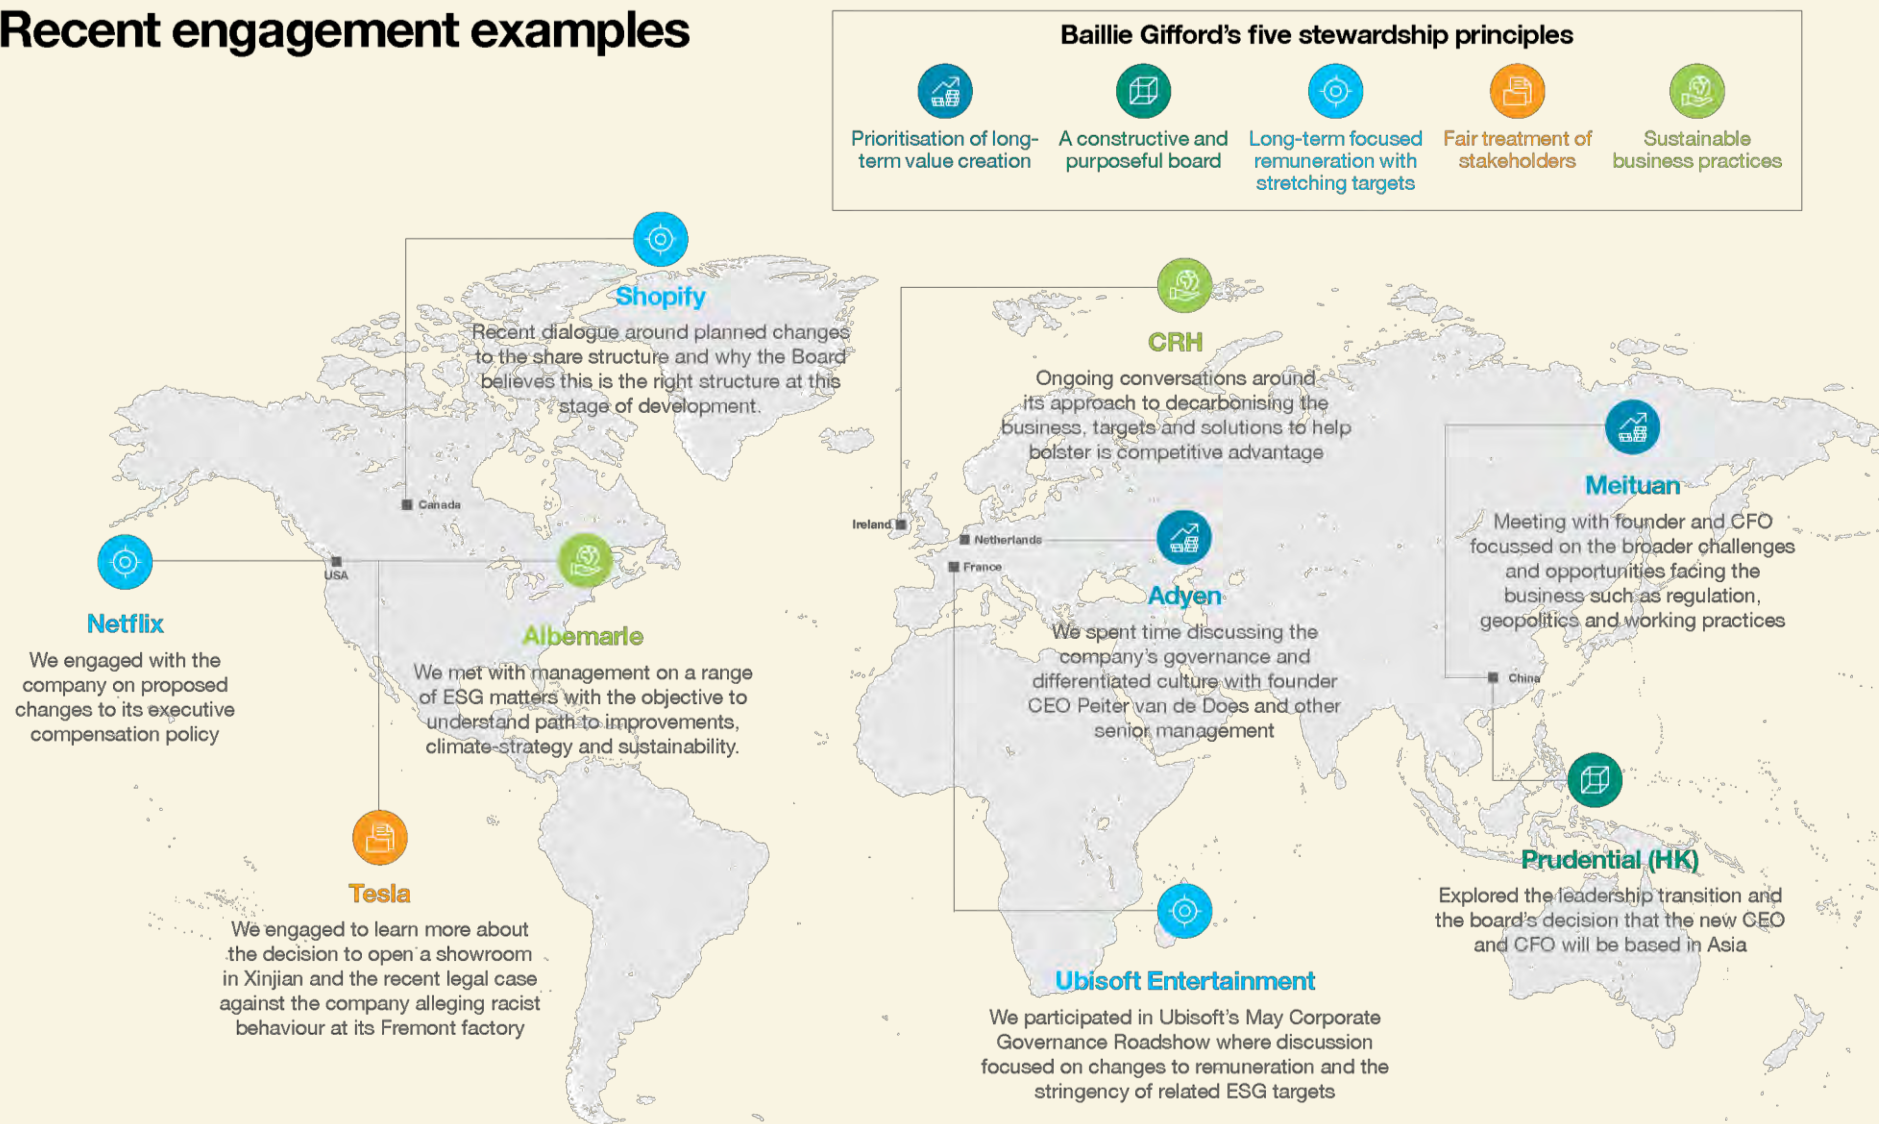 Recent engagement examples
Baillie Gifford's five stewardship principles
Prioritisation of long-
term value creation
A constructive and
purposeful board
Long-term focused
remuneration with
stretching targets
Fair treatment of
stakeholders
Sustainable
business practices
Shopify
Recent dialogue around planned changes
to the share structure and why the Board
believes this is the right structure at this
stage of development.
CRH
Ongoing conversations around
its approach to decarbonising the
business, targets and solutions to help
bolster is competitive advantage
Meituan
Meeting with founder and CFO
focussed on the broader challenges
and opportunities facing the
business such as regulation,
geopolitics and working practices
Canada
USA
Ireland
Netherlands
France
China
Netflix
We engaged with the
company on proposed
changes to its executive
compensation policy
Albemarle
We met with management on a range
of ESG matters with the objective to
understand path to improvements,
climate-strategy and sustainability.
Adyen
We spent time discussing the
company's governance and
differentiated culture with founder
CEO Peiter van de Does and other
senior management
Tesla
We engaged to learn more about
the decision to open a showroom
in Xinjian and the recent legal case
against the company alleging racist
behaviour at its Fremont factory
Ubisoft Entertainment
We participated in Ubisoft's May Corporate
Governance Roadshow where discussion
focused on changes to remuneration and the
stringency of related ESG targets
Prudential (HK)
Explored the leadership transition and
the board's decision that the new CEO
and CFO will be based in Asia